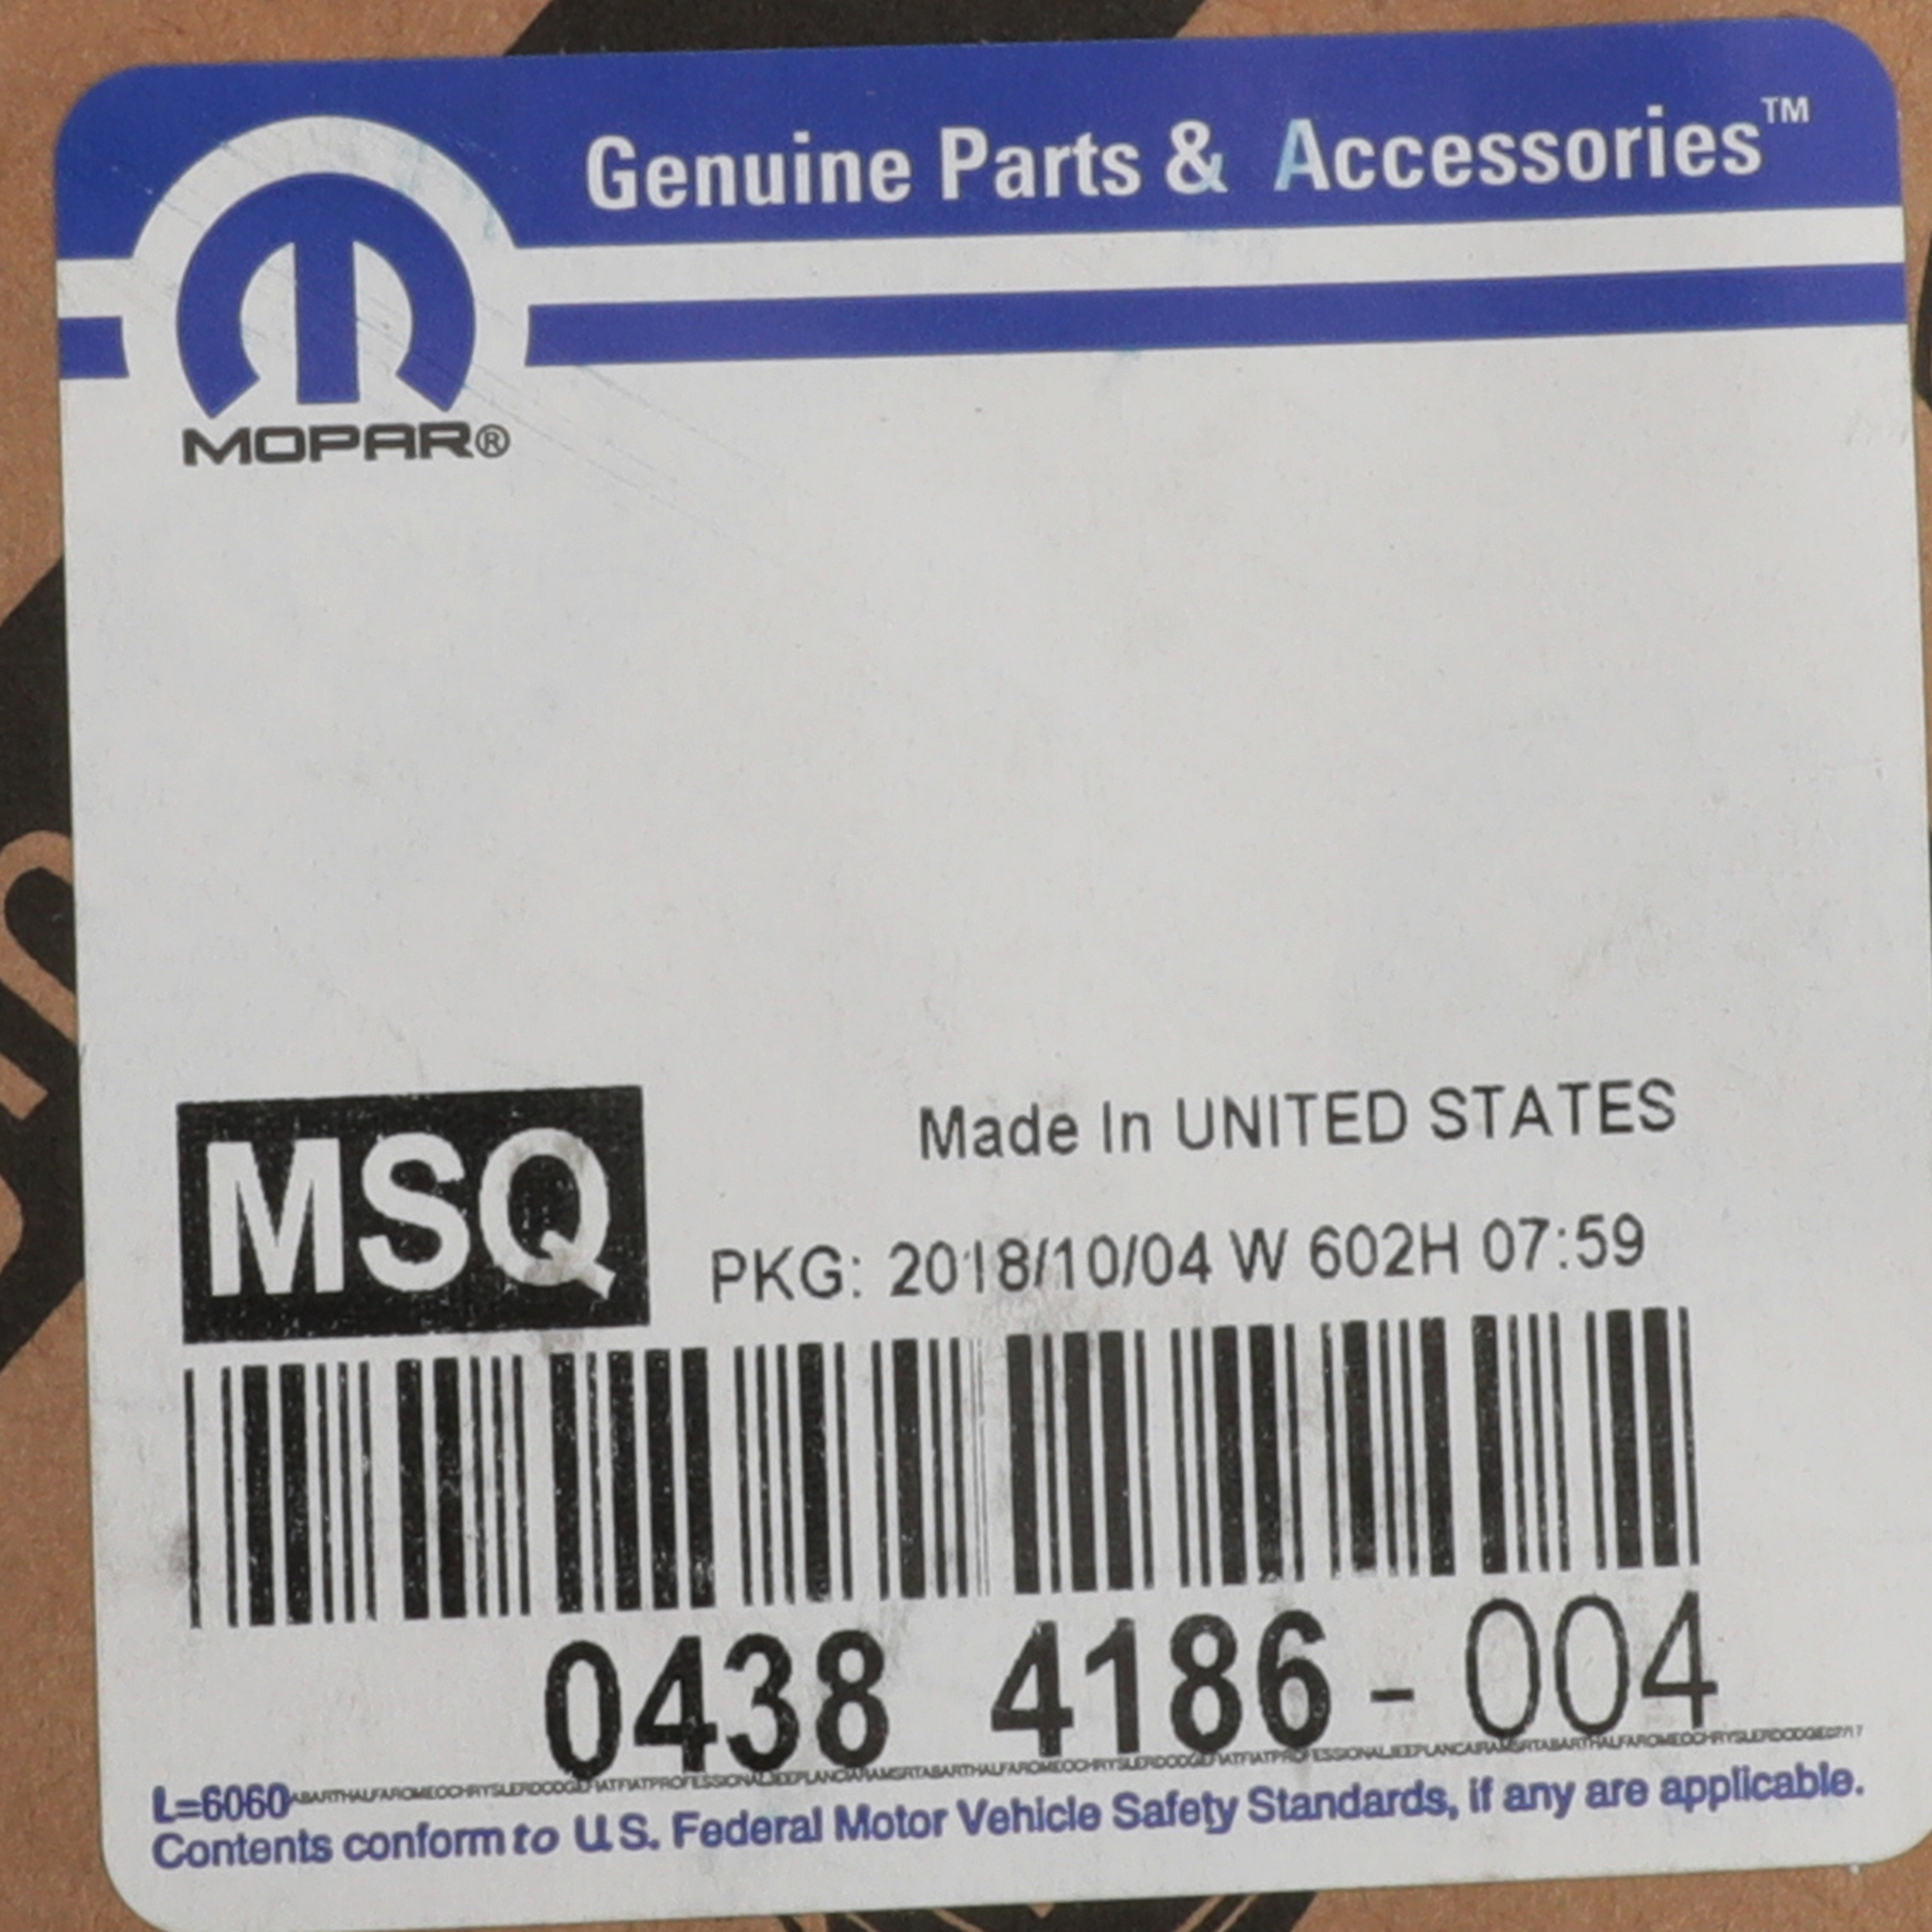 Genuine Parts & Accessories™
MOPAR®
Made In UNITED STATES
MSQ
PKG: 2018/10/04 W 602H 07:59
0438 4186-004
L=6060
Contents conform to U.S. Federal Motor Vehicle Safety Standards, if any are applicable.